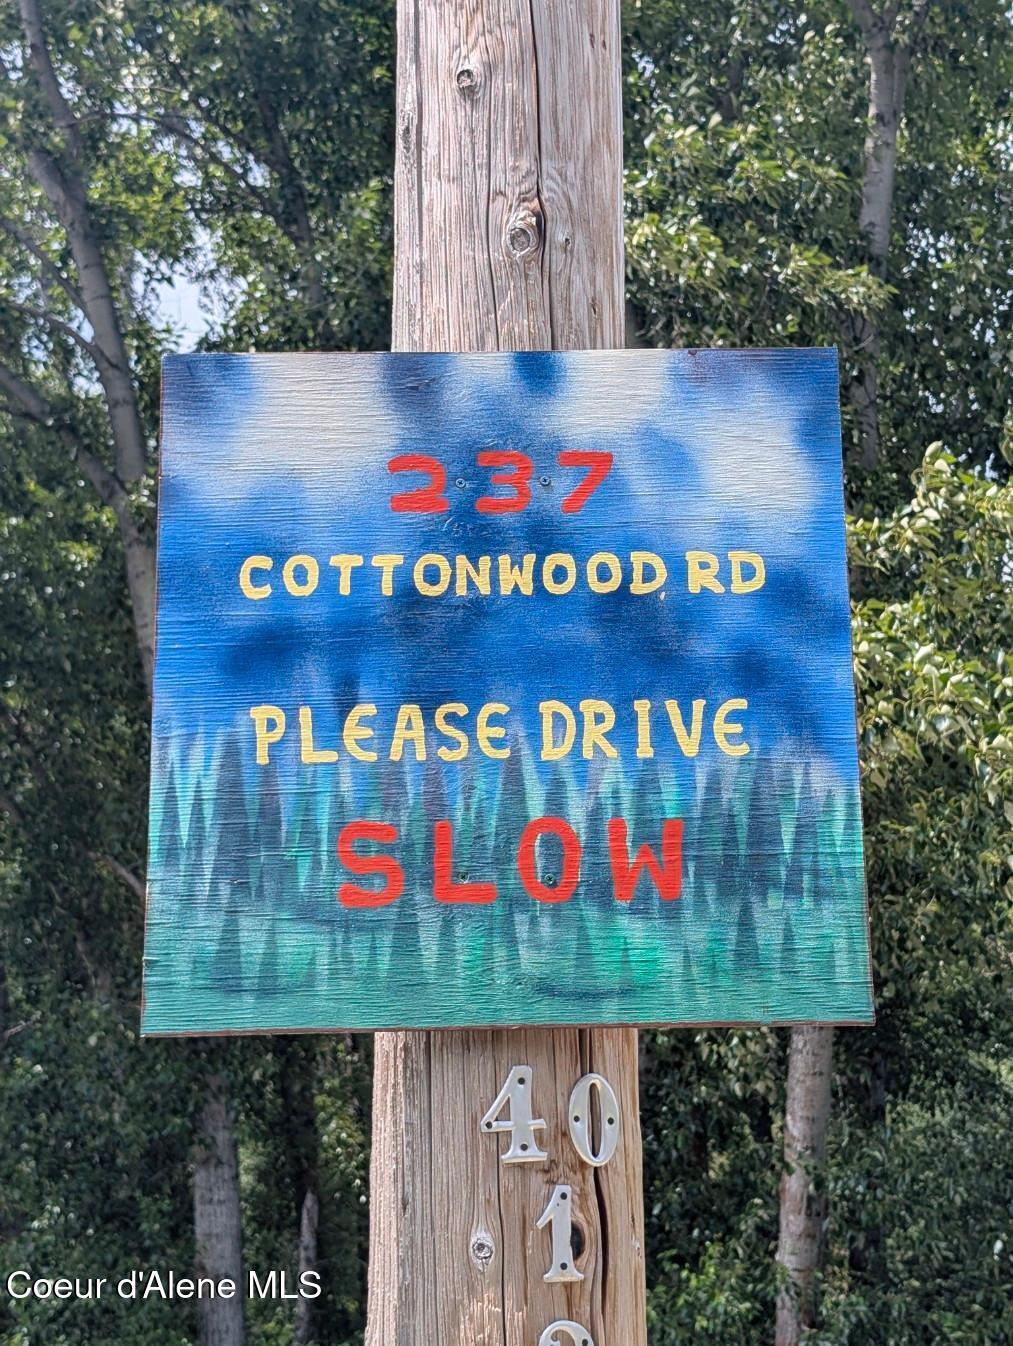 237
COTTONWOOD, RD
PLEASE DRIVE
SLOW
40
1
Coeur d'Alene MLS